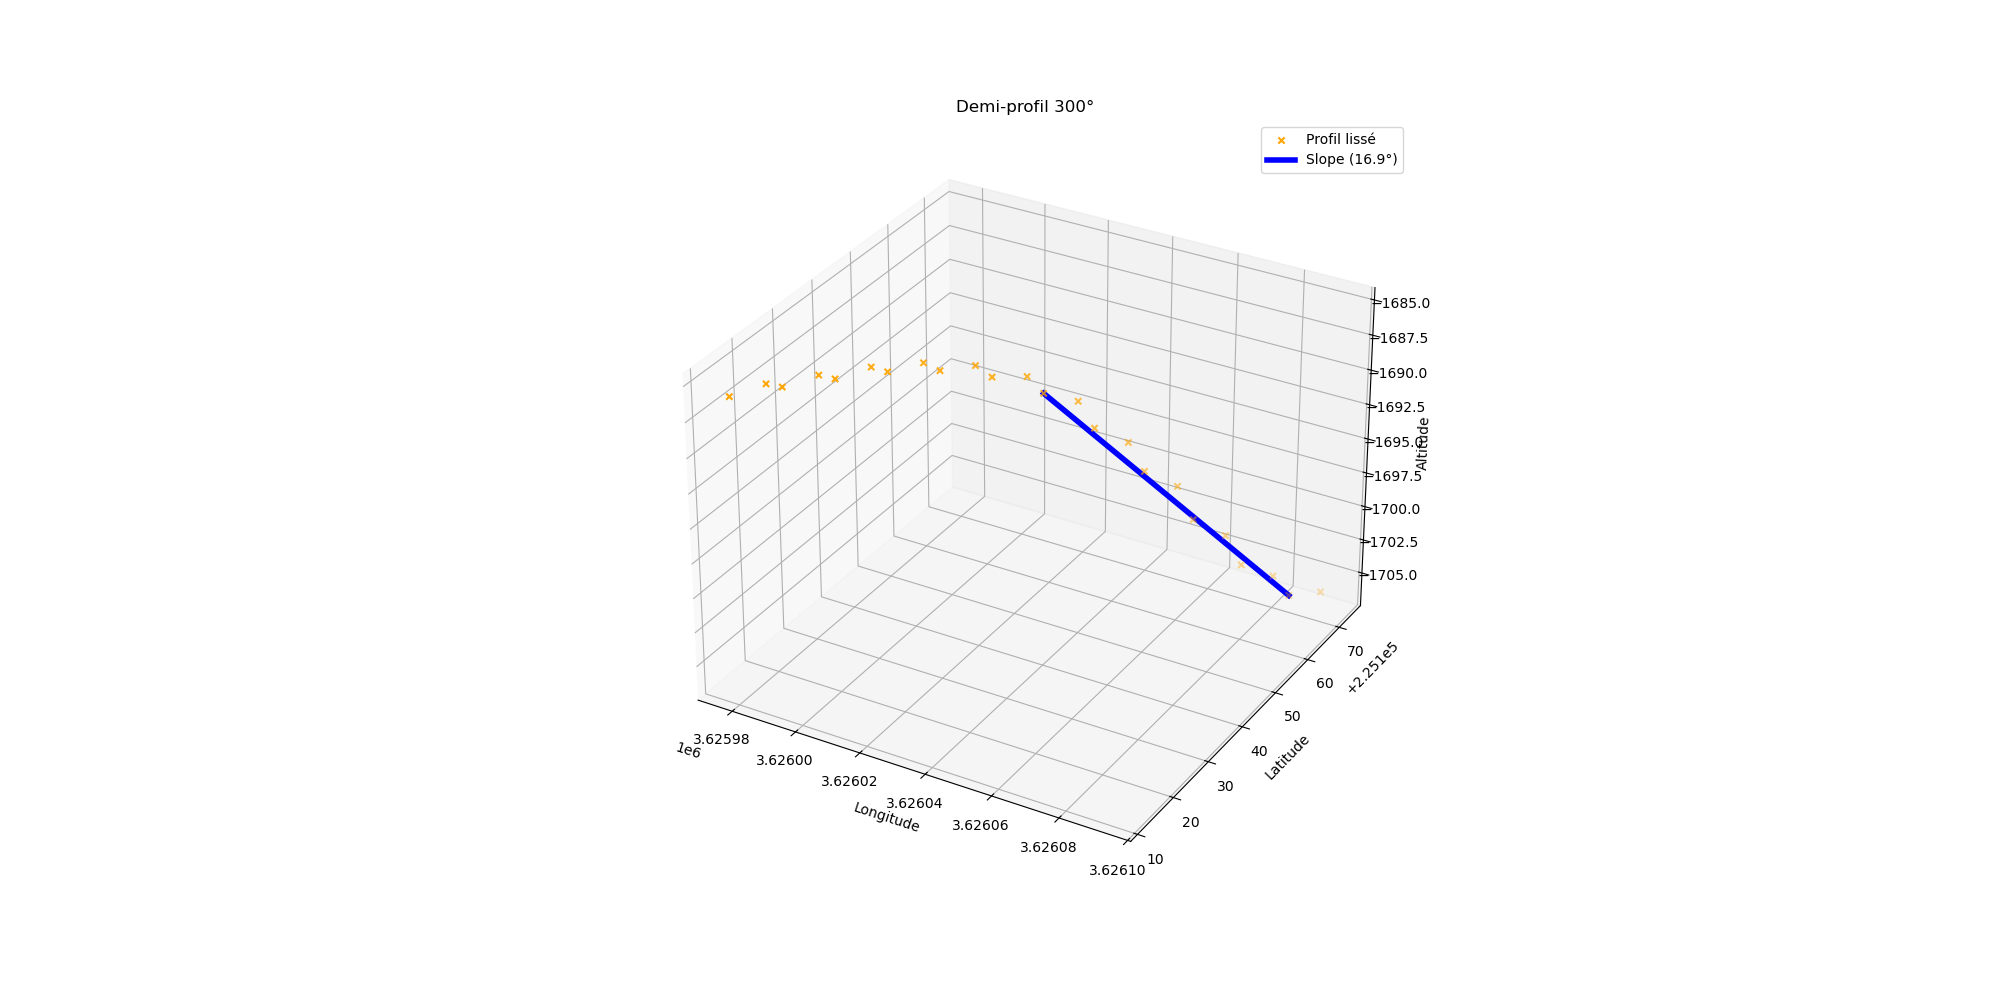 Demi-profil 300°
Profil lissé
Slope (16.9°)
−1685.0
−1687.5
−1690.0
−1692.5
−1695.0
−1697.5
−1700.0
−1702.5
−1705.0
Altitude
70
60
50
40
30
20
10
+2.251e5
Latitude
3.62598
3.62600
3.62602
3.62604
3.62606
3.62608
3.62610
1e6
Longitude